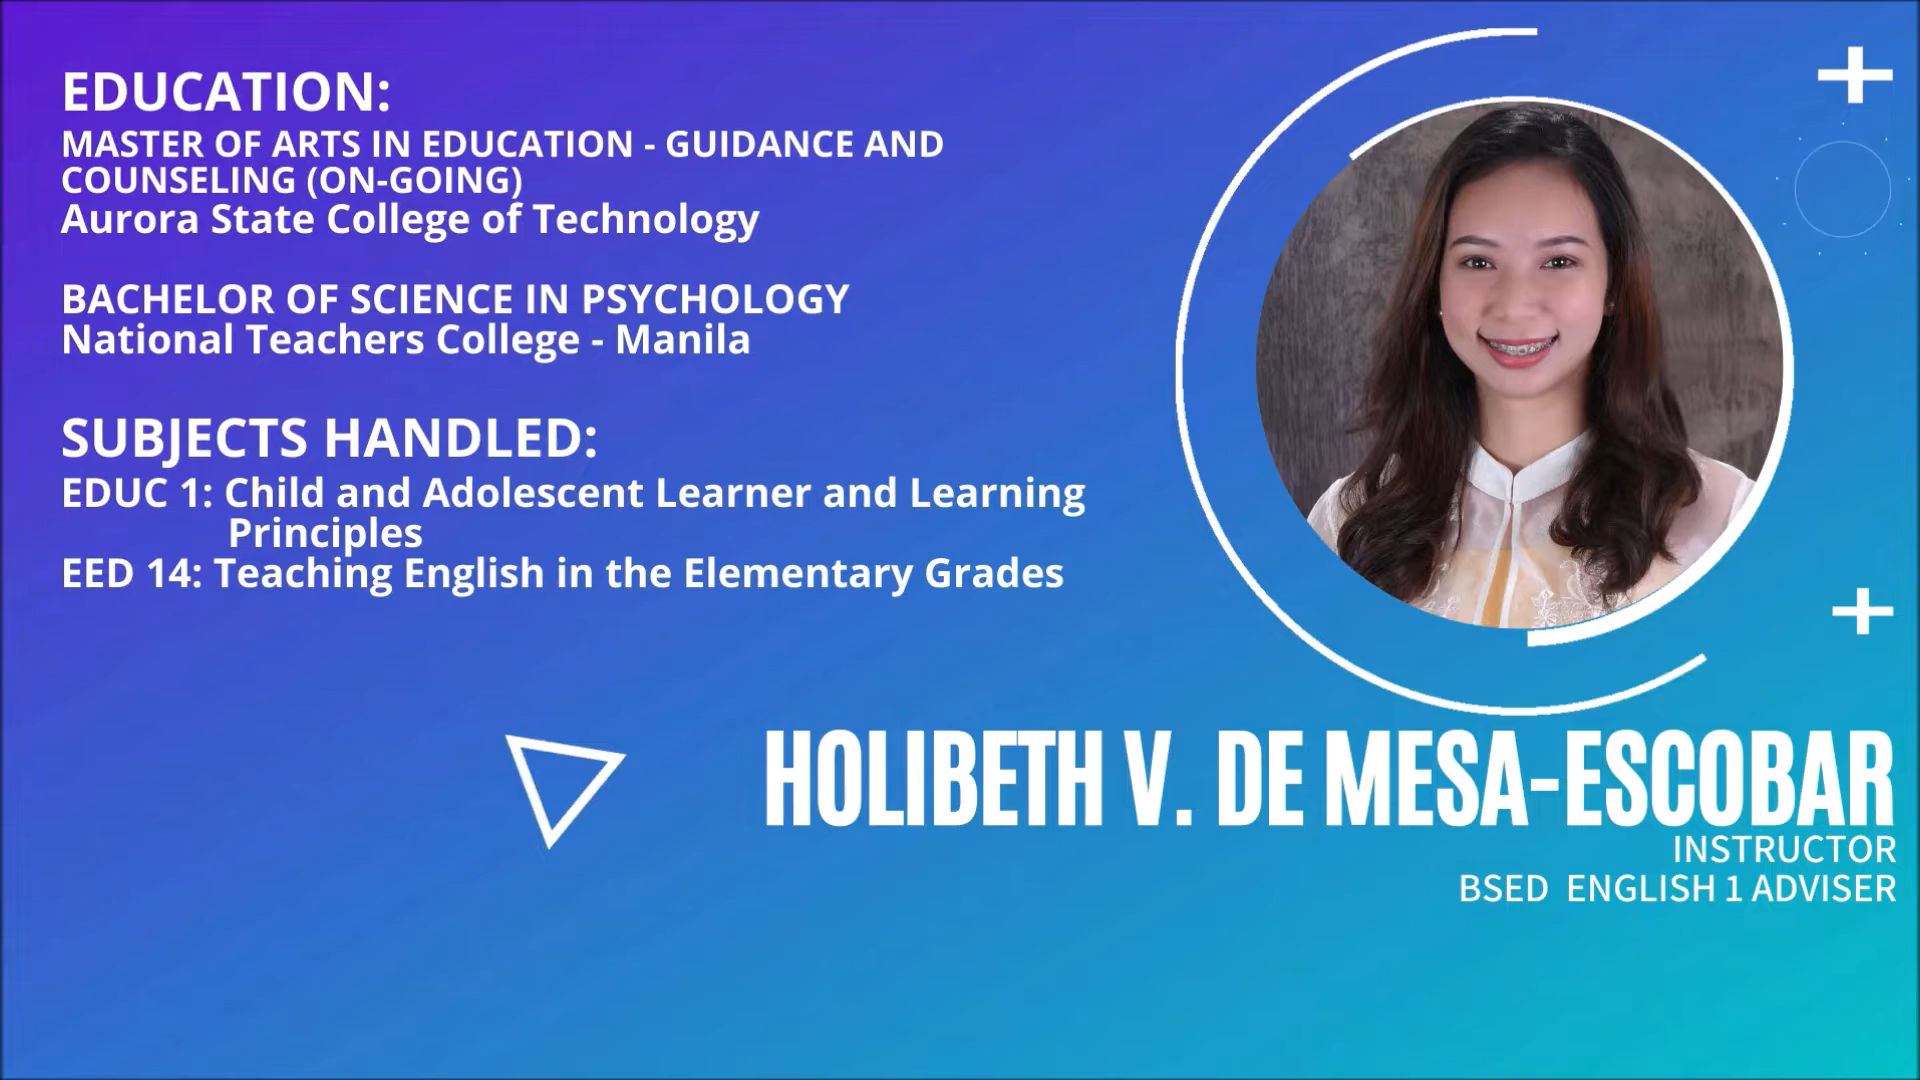 EDUCATION:
MASTER OF ARTS IN EDUCATION - GUIDANCE AND
COUNSELING (ON-GOING)
Aurora State College of Technology
BACHELOR OF SCIENCE IN PSYCHOLOGY
National Teachers College - Manila
SUBJECTS HANDLED:
EDUC 1: Child and Adolescent Learner and Learning
Principles
EED 14: Teaching English in the Elementary Grades
HOLIBETH V. DE MESA-ESCOBAR
INSTRUCTOR
BSED ENGLISH 1 ADVISER